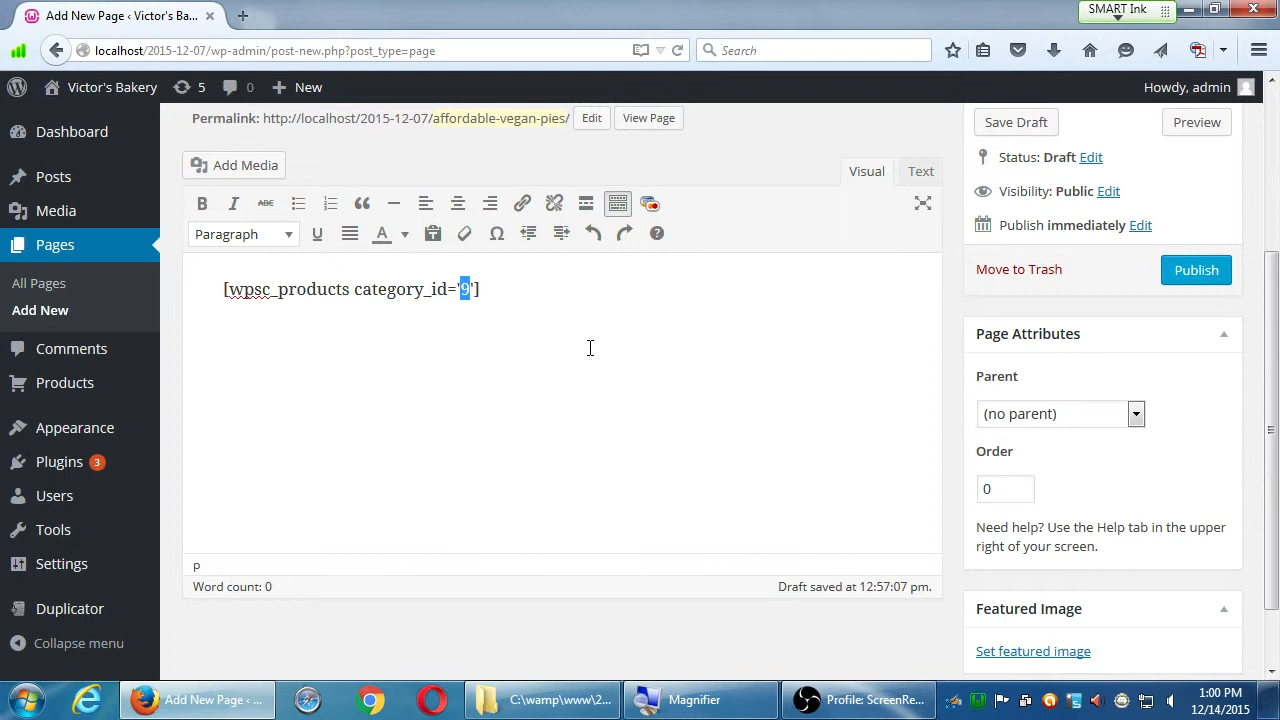 Add New Page ‹ Victor's Ba...
SMART Ink
localhost/2015-12-07/wp-admin/post-new.php?post_type=page
Search
Victor's Bakery
5
0
New
Howdy, admin
Dashboard
Posts
Media
Pages
All Pages
Add New
Comments
Products
Appearance
Plugins 3
Users
Tools
Settings
Duplicator
Collapse menu
Permalink: http://localhost/2015-12-07/affordable-vegan-pies/
Edit
View Page
Add Media
Visual
Text
B I ABC
Paragraph
U A
[wpsc_products category_id='9']
p
Word count: 0
Draft saved at 12:57:07 pm.
Save Draft
Preview
Status: Draft Edit
Visibility: Public Edit
Publish immediately Edit
Move to Trash
Publish
Page Attributes
Parent
(no parent)
Order
0
Need help? Use the Help tab in the upper
right of your screen.
Featured Image
Set featured image
Add New Page ‹ ...
C:\wamp\www\2...
Magnifier
Profile: ScreenRe...
1:00 PM
12/14/2015